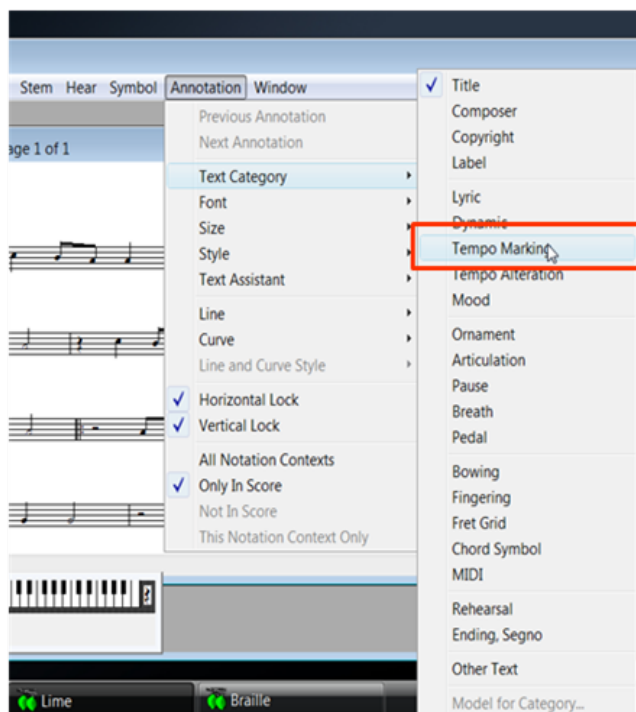 Stem Hear Symbol Annotation Window
age 1 of 1
Previous Annotation
Next Annotation
Text Category
Font
Size
Style
Text Assistant
Line
Curve
Line and Curve Style
Horizontal Lock
Vertical Lock
All Notation Contexts
Only In Score
Not In Score
This Notation Context Only
Title
Composer
Copyright
Label
Lyric
Dynamic
Tempo Marking
Tempo Alteration
Mood
Ornament
Articulation
Pause
Breath
Pedal
Bowing
Fingering
Fret Grid
Chord Symbol
MIDI
Rehearsal
Ending, Segno
Other Text
Model for Category...
Lime
Braille